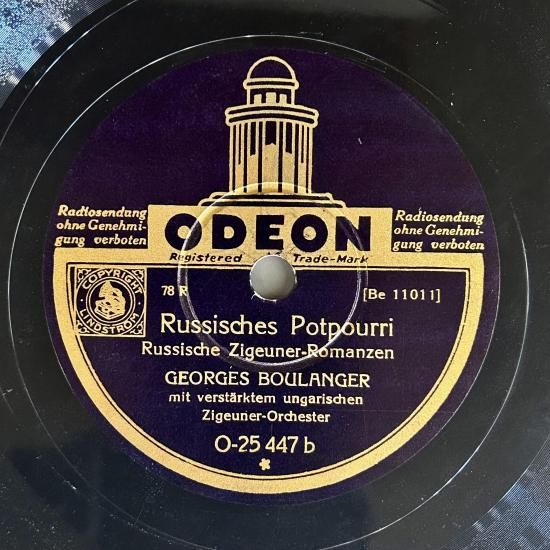 Radiosendung
ohne Genehmi-
gung verboten
ODEON
Radiosendung
ohne Genehmi-
gung verboten
Registered Trade-Mark
COPYRIGHT
LINDSTRÖM
78 R
[Be 11011]
Russisches Potpourri
Russische Zigeuner-Romanzen
GEORGES BOULANGER
mit verstärktem ungarischen
Zigeuner-Orchester
O-25 447 b
*